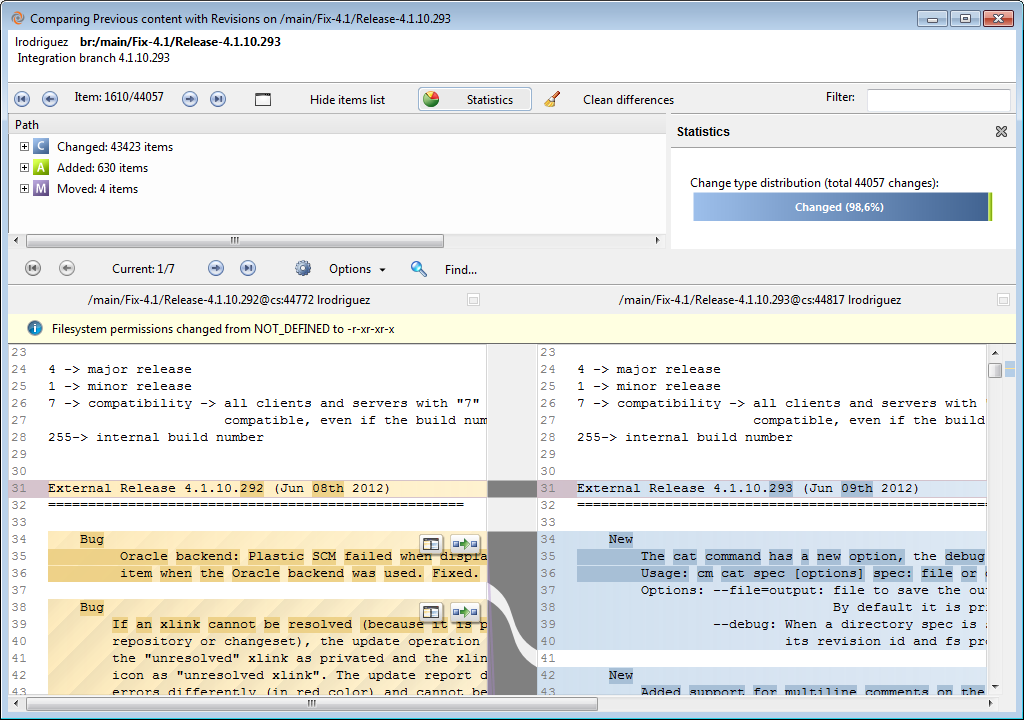 Comparing Previous content with Revisions on /main/Fix-4.1/Release-4.1.10.293
lrodriguez br:/main/Fix-4.1/Release-4.1.10.293
Integration branch 4.1.10.293
Item: 1610/44057 Hide items list Statistics Clean differences Filter:
Path
C Changed: 43423 items
A Added: 630 items
M Moved: 4 items
Statistics
Change type distribution (total 44057 changes):
Changed (98,6%)
Current: 1/7 Options Find...
/main/Fix-4.1/Release-4.1.10.292@cs:44772 lrodriguez
/main/Fix-4.1/Release-4.1.10.293@cs:44817 lrodriguez
Filesystem permissions changed from NOT_DEFINED to -r-xr-xr-x
23
24 4 -> major release
25 1 -> minor release
26 7 -> compatibility -> all clients and servers with "7"
27 compatible, even if the build num
28 255-> internal build number
29
30
31 External Release 4.1.10.292 (Jun 08th 2012)
32 ====================================================
33
34 Bug
35 Oracle backend: Plastic SCM failed when displa
36 item when the Oracle backend was used. Fixed.
37
38 Bug
39 If an xlink cannot be resolved (because it is p
40 repository or changeset), the update operation
41 the "unresolved" xlink as privated and the xlin
42 icon as "unresolved xlink". The update report d
43 errors differently (in red color) and cannot be
23
24 4 -> major release
25 1 -> minor release
26 7 -> compatibility -> all clients and servers with
27 compatible, even if the build
28 255-> internal build number
29
30
31 External Release 4.1.10.293 (Jun 09th 2012)
32 ====================================================
33
34 New
35 The cat command has a new option, the debug
36 Usage: cm cat spec [options] spec: file or
37 Options: --file=output: file to save the ou
38 By default it is pri
39 --debug: When a directory spec is
40 its revision id and fs pro
41
42 New
43 Added support for multiline comments on the